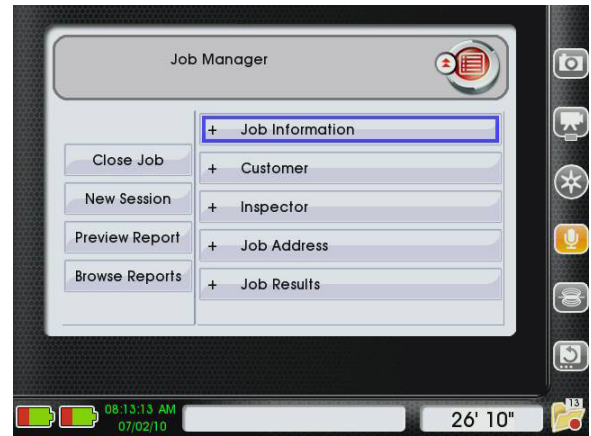 Job Manager
+ Job Information
Close Job
+ Customer
New Session
+ Inspector
Preview Report
+ Job Address
Browse Reports
+ Job Results
08:13:13 AM
07/02/10
26' 10"
13